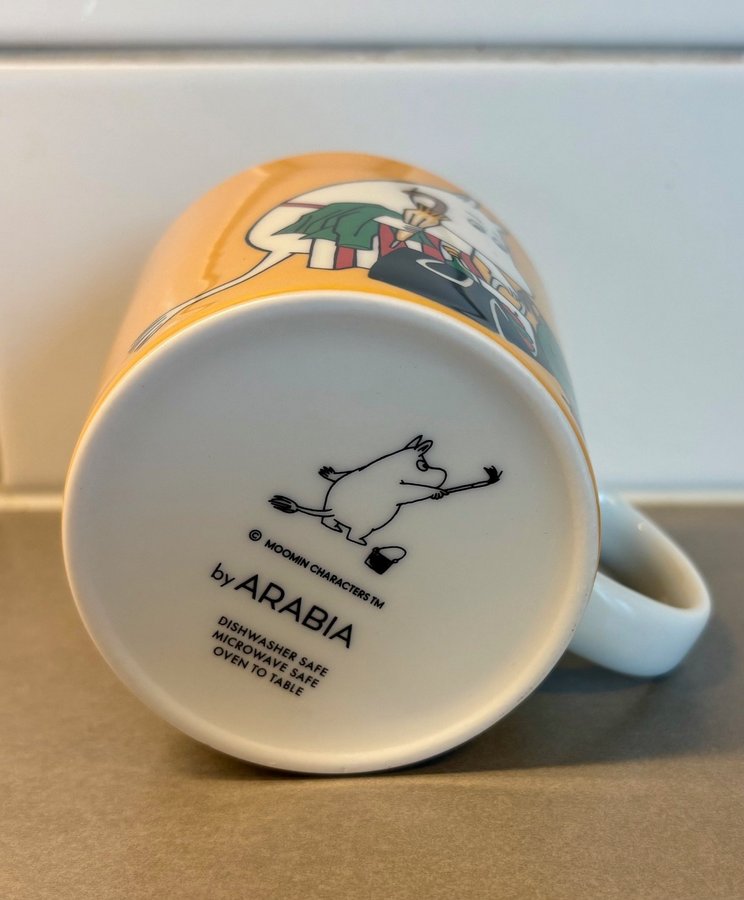 © MOOMIN CHARACTERS™
by ARABIA
DISHWASHER SAFE
MICROWAVE SAFE
OVEN TO TABLE